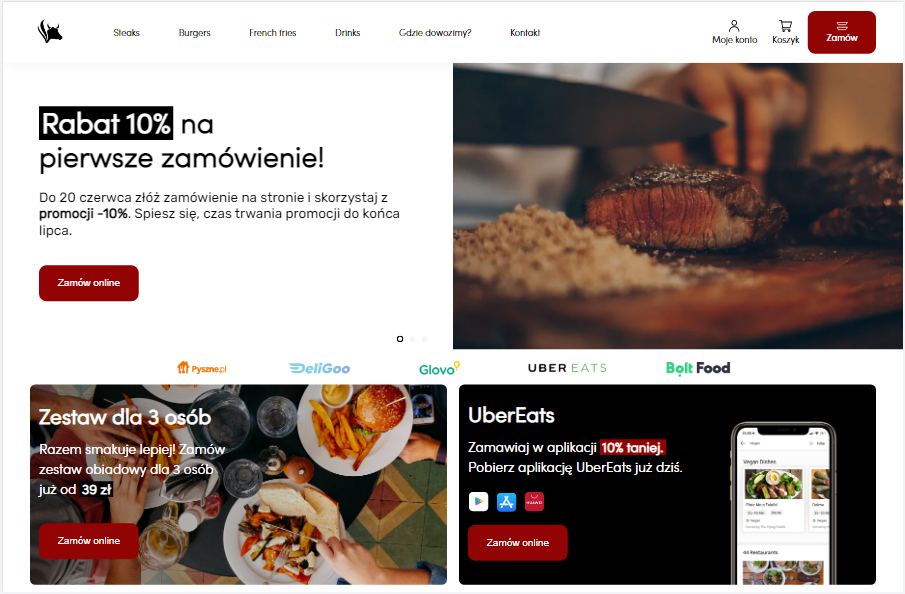 Steaks
Burgers
French fries
Drinks
Gdzie dowozimy?
Kontakt
Moje konto
Koszyk
Zamów
Rabat 10% na
pierwsze zamówienie!
Do 20 czerwca złóż zamówienie na stronie i skorzystaj z
promocji -10%. Spiesz się, czas trwania promocji do końca
lipca.
Zamów online
Pyszne.pl
DeliGoo
Glovo
UBER EATS
Bolt Food
Zestaw dla 3 osób
Razem smakuje lepiej! Zamów
zestaw obiadowy dla 3 osób
już od 39 zł
Zamów online
UberEats
Zamawiaj w aplikacji 10% taniej.
Pobierz aplikację UberEats już dziś.
HUAWEI
Zamów online
Vegan Dishes
44 Restaurants